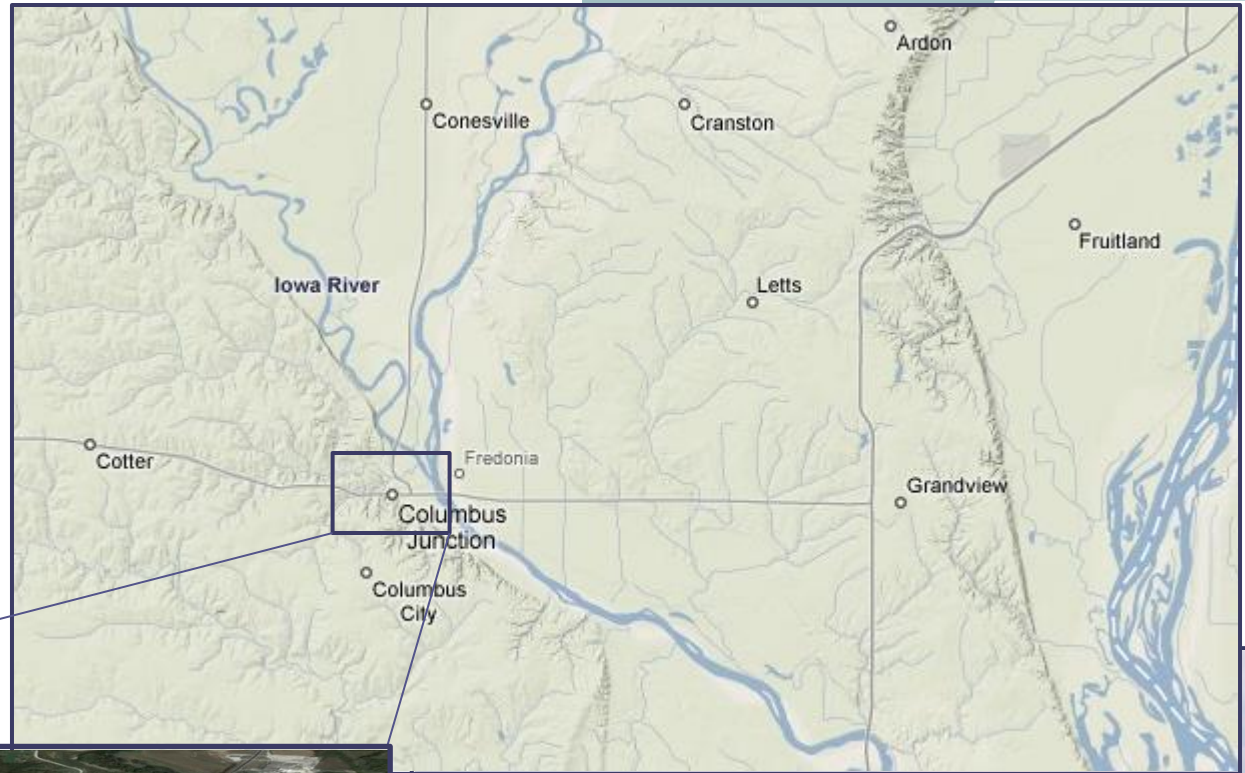 Ardon
Conesville
Cranston
Fruitland
Iowa River
Letts
Cotter
Fredonia
Grandview
Columbus
Junction
Columbus
City